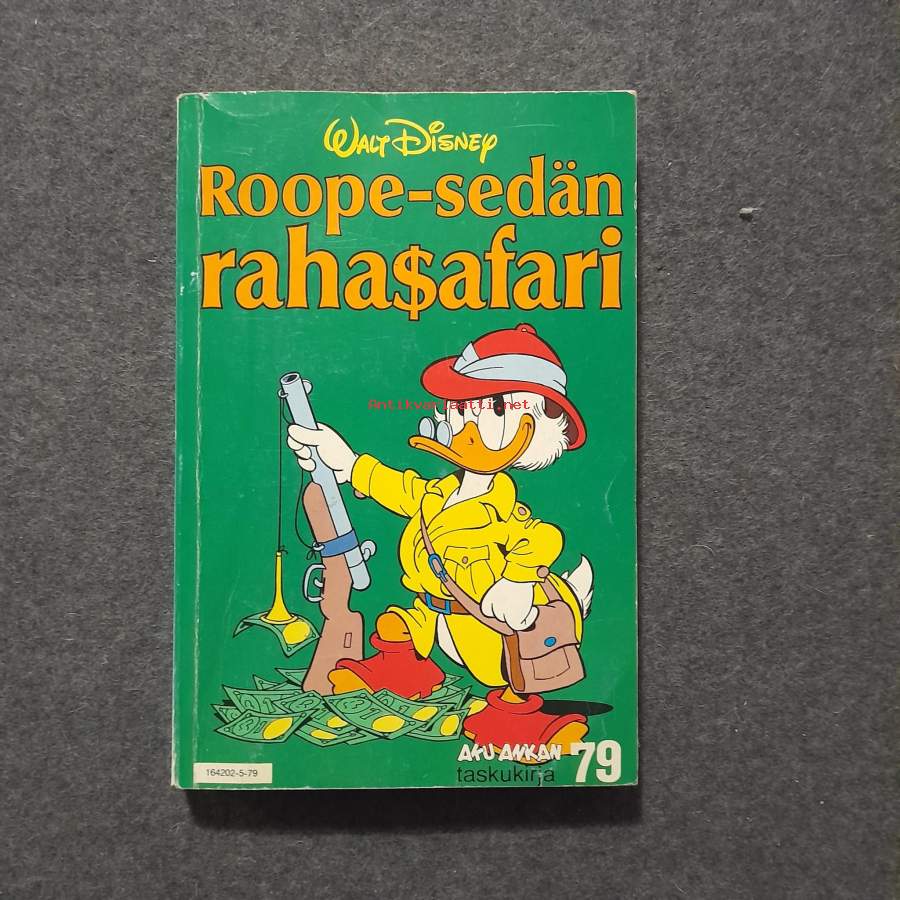 Walt Disney
Roope-sedän
raha$afari
Antikvariaatti.net
AKU ANKAN
taskukirja 79
164202-5-79